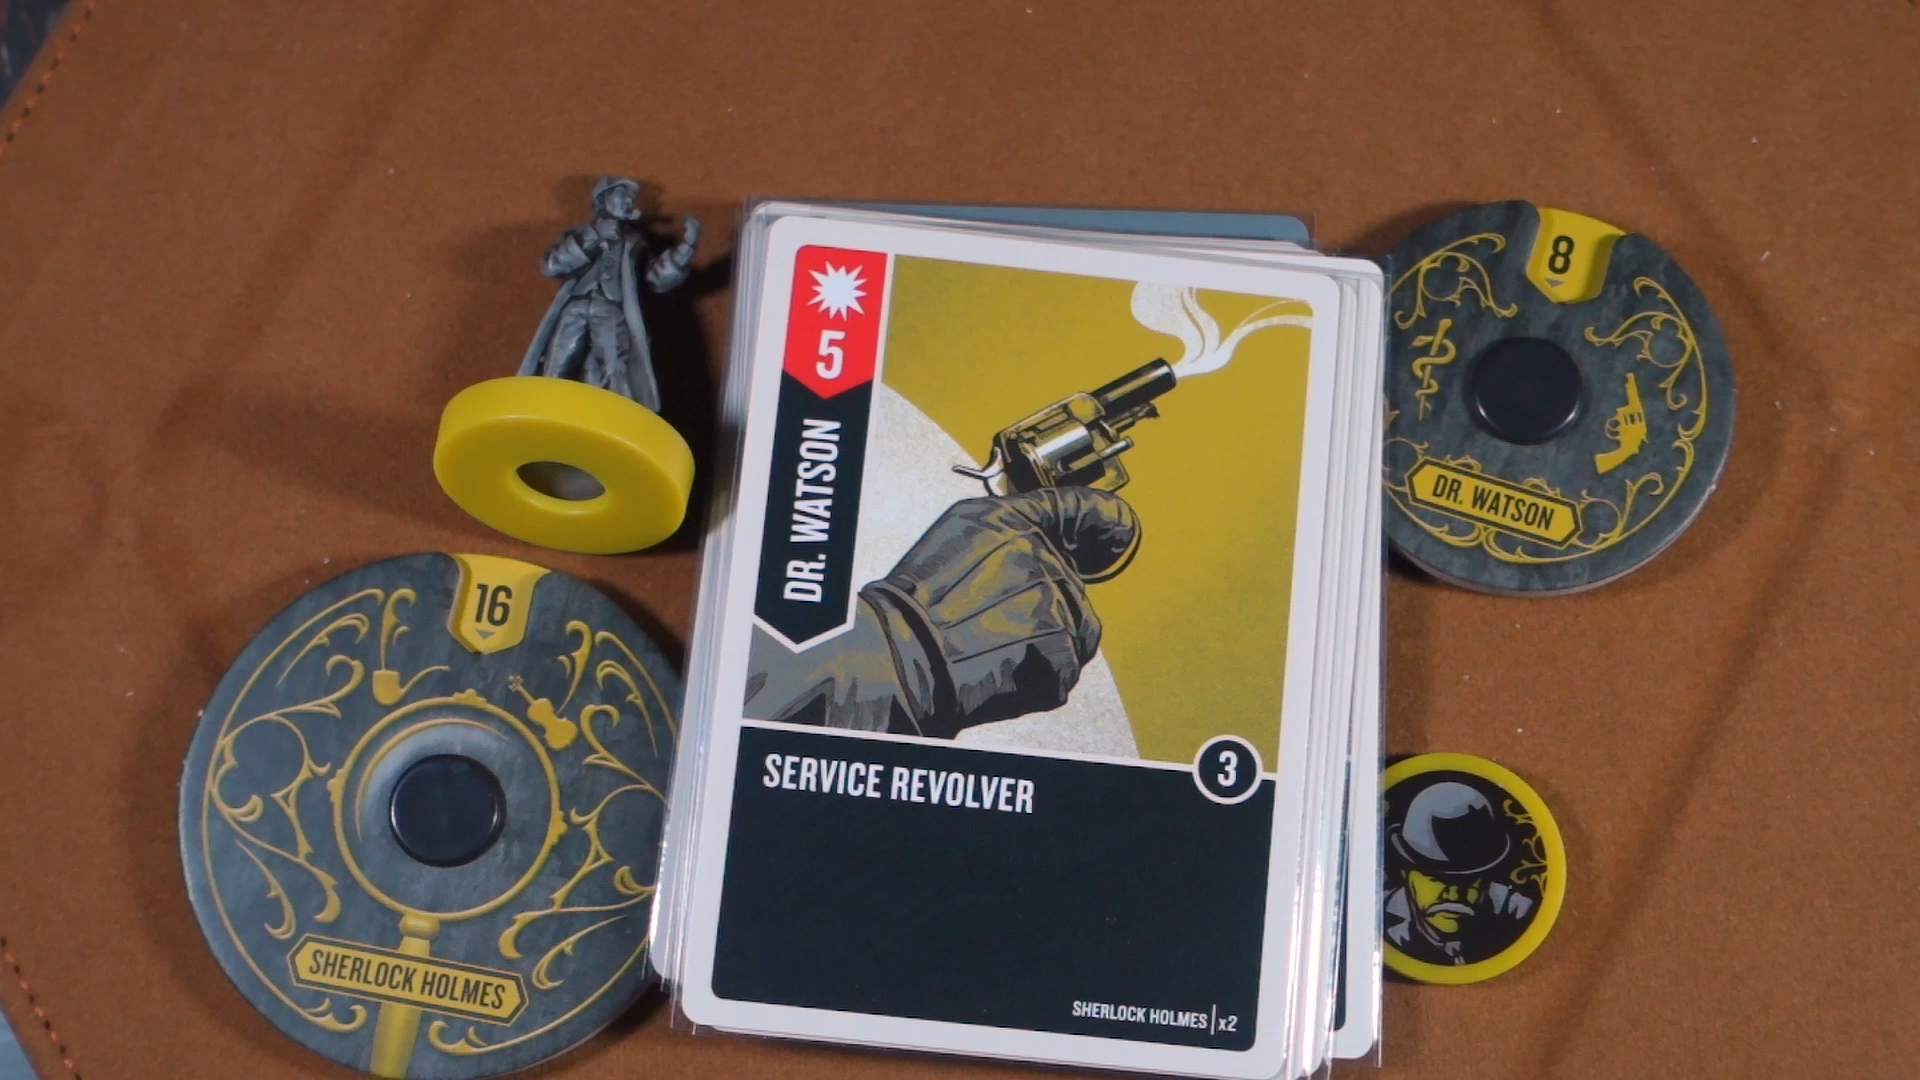 16
SHERLOCK HOLMES
5
DR. WATSON
SERVICE REVOLVER
3
SHERLOCK HOLMES | x2
8
DR. WATSON